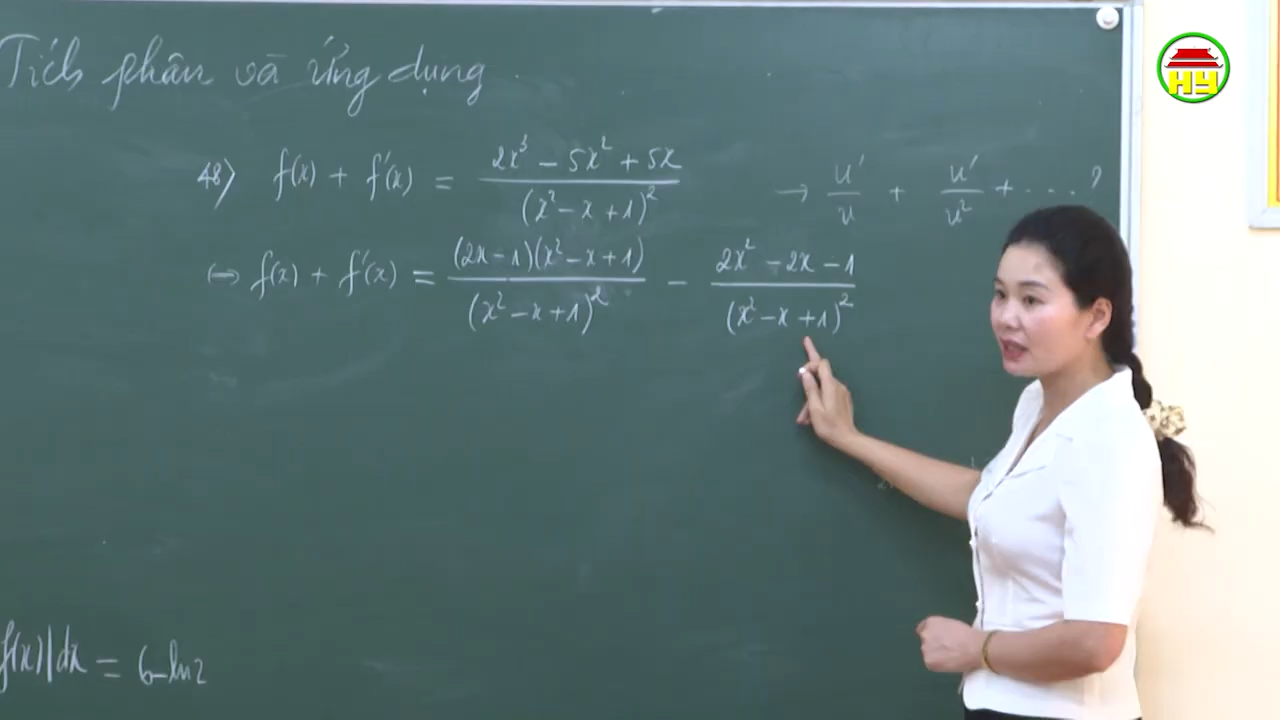 Tích phân và ứng dụng
48) f(x) + f'(x) = (2x³ - 5x² + 5x)/(x² - x + 1)² → u'/u + u'/u² + ....?
⇔ f(x) + f'(x) = (2x - 1)(x² - x + 1)/(x² - x + 1)² - (2x² - 2x - 1)/(x² - x + 1)²
f(x)|dx = 6-ln2
HY